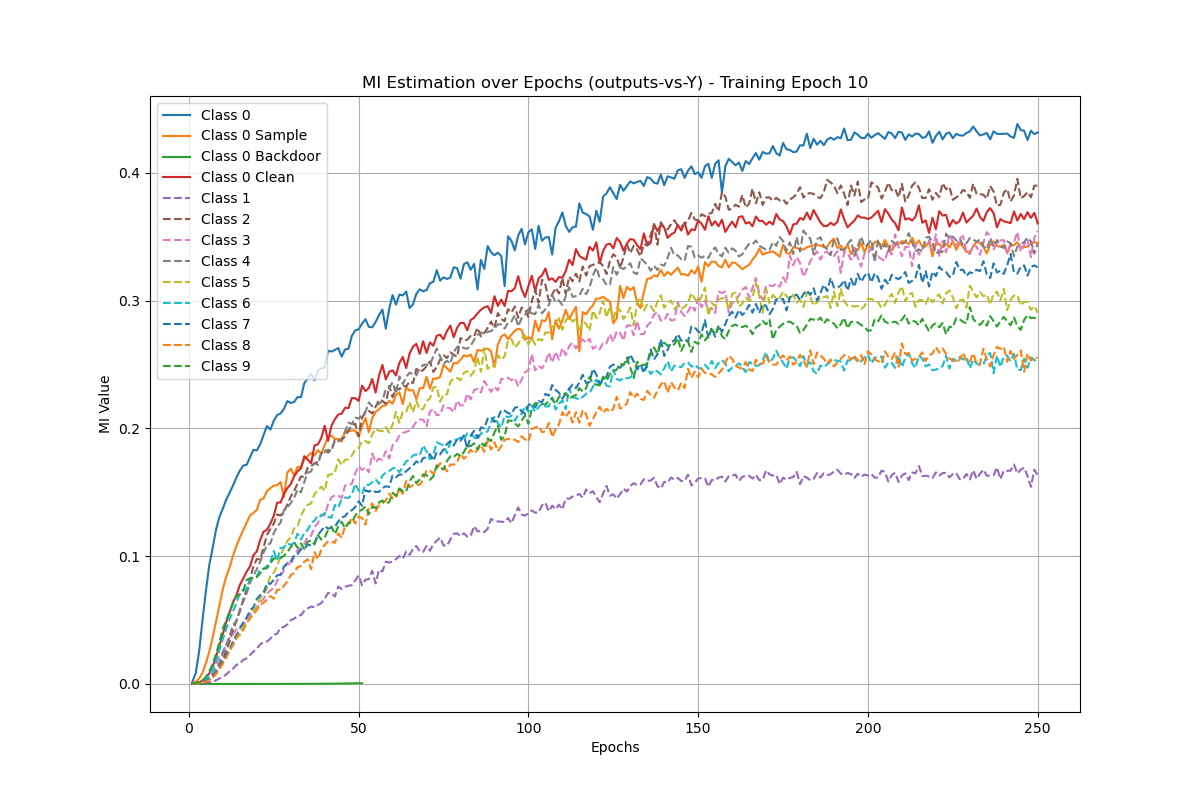 MI Estimation over Epochs (outputs-vs-Y) - Training Epoch 10
Class 0
Class 0 Sample
Class 0 Backdoor
Class 0 Clean
Class 1
Class 2
Class 3
Class 4
Class 5
Class 6
Class 7
Class 8
Class 9
MI Value
0.4
0.3
0.2
0.1
0.0
0 50 100 150 200 250
Epochs